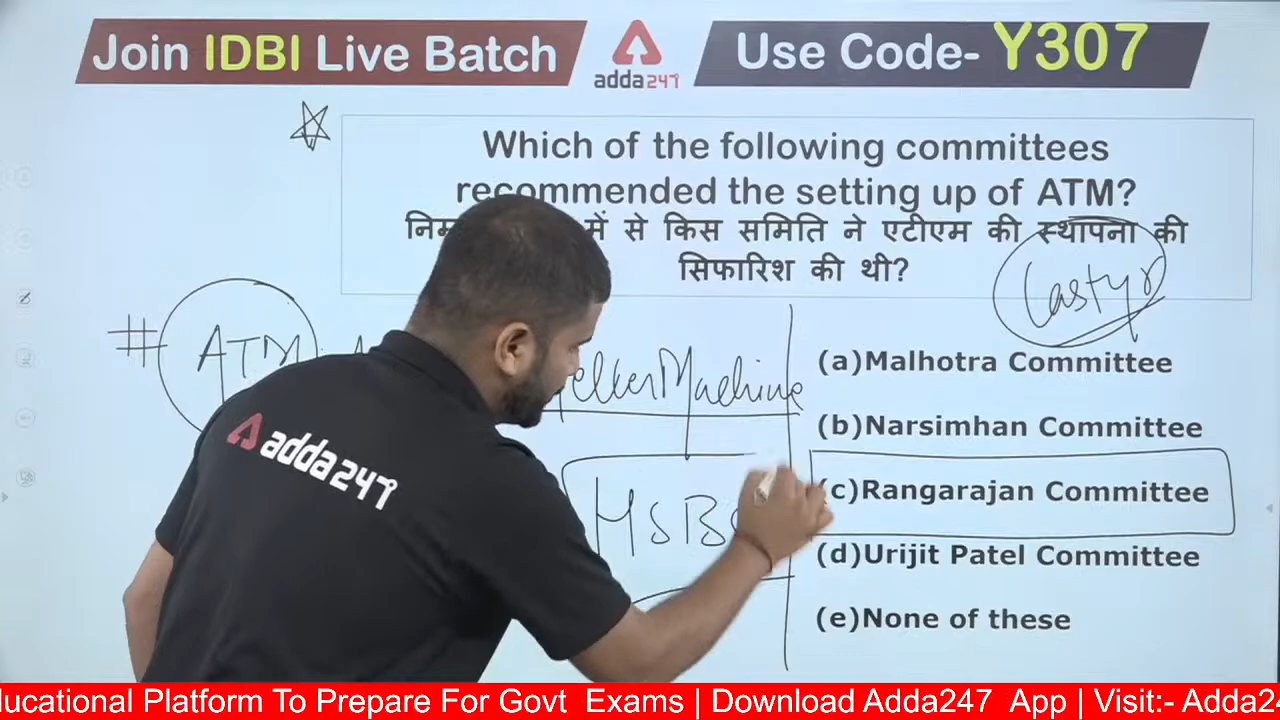 Join IDBI Live Batch
adda247
Use Code- Y307
Which of the following committees
recommended the setting up of ATM?
में से किस समिति ने एटीएम की स्थापना की
सिफारिश की थी?
Lastyr
# ATM
Teller Machine
HSBC
(a)Malhotra Committee
(b)Narsimhan Committee
(c)Rangarajan Committee
(d)Urijit Patel Committee
(e)None of these
adda247
ducational Platform To Prepare For Govt Exams | Download Adda247 App | Visit:- Adda24